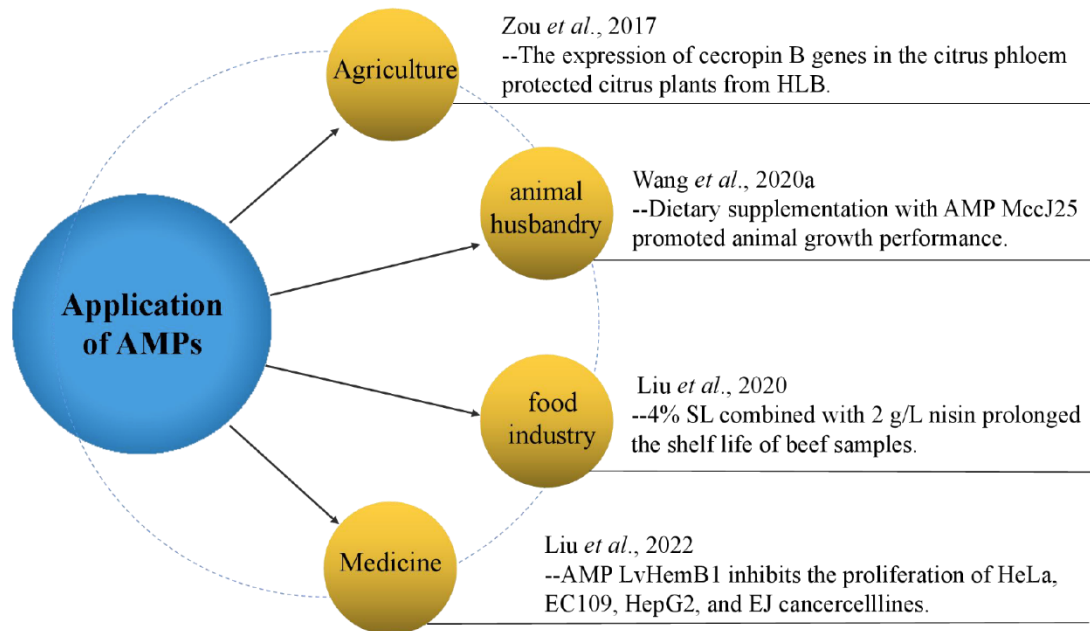 Zou et al., 2017
--The expression of cecropin B genes in the citrus phloem
protected citrus plants from HLB.
Agriculture
Wang et al., 2020a
--Dietary supplementation with AMP MccJ25
promoted animal growth performance.
animal
husbandry
Application
of AMPs
Liu et al., 2020
--4% SL combined with 2 g/L nisin prolonged
the shelf life of beef samples.
food
industry
Liu et al., 2022
--AMP LvHemB1 inhibits the proliferation of HeLa,
EC109, HepG2, and EJ cancercelllines.
Medicine